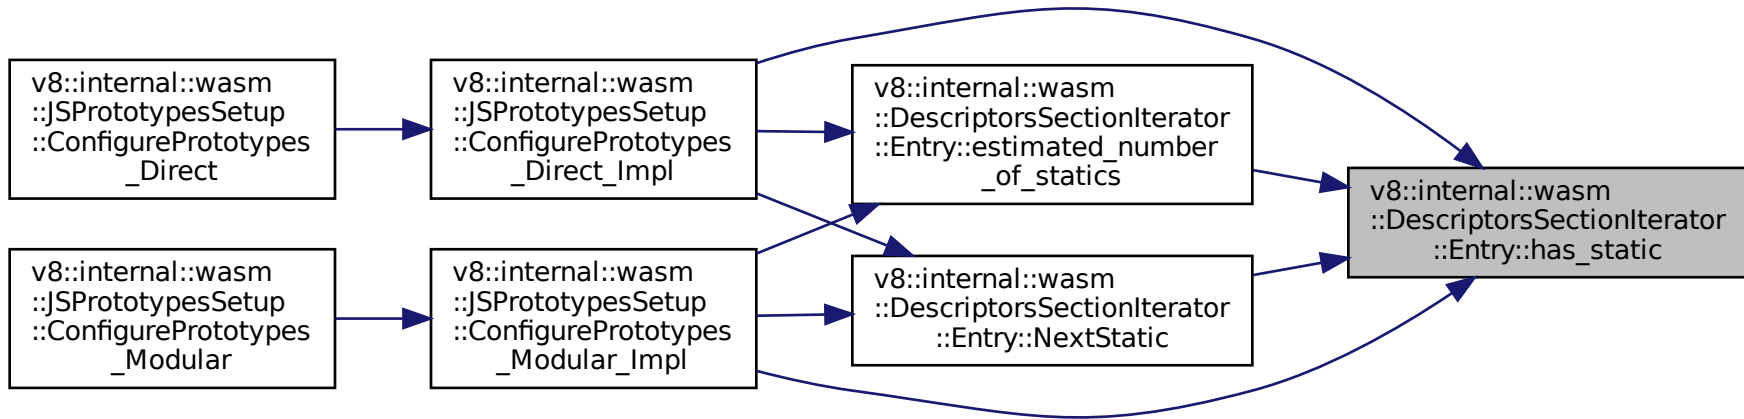 v8::internal::wasm
::JSPrototypesSetup
::ConfigurePrototypes
_Direct
v8::internal::wasm
::JSPrototypesSetup
::ConfigurePrototypes
_Direct_Impl
v8::internal::wasm
::DescriptorsSectionIterator
::Entry::estimated_number
_of_statics
v8::internal::wasm
::DescriptorsSectionIterator
::Entry::has_static
v8::internal::wasm
::JSPrototypesSetup
::ConfigurePrototypes
_Modular
v8::internal::wasm
::JSPrototypesSetup
::ConfigurePrototypes
_Modular_Impl
v8::internal::wasm
::DescriptorsSectionIterator
::Entry::NextStatic